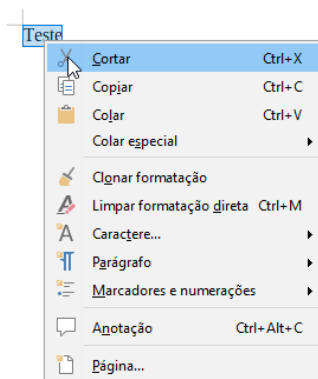 Teste
Cortar Ctrl+X
Copiar Ctrl+C
Colar Ctrl+V
Colar especial
Clonar formatação
Limpar formatação direta Ctrl+M
Caractere...
Parágrafo
Marcadores e numerações
Anotação Ctrl+Alt+C
Página...